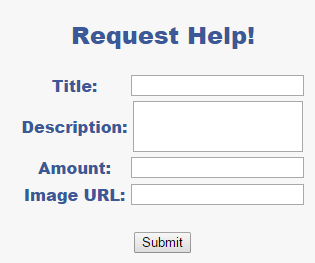 Request Help!
Title:
Description:
Amount:
Image URL:
Submit